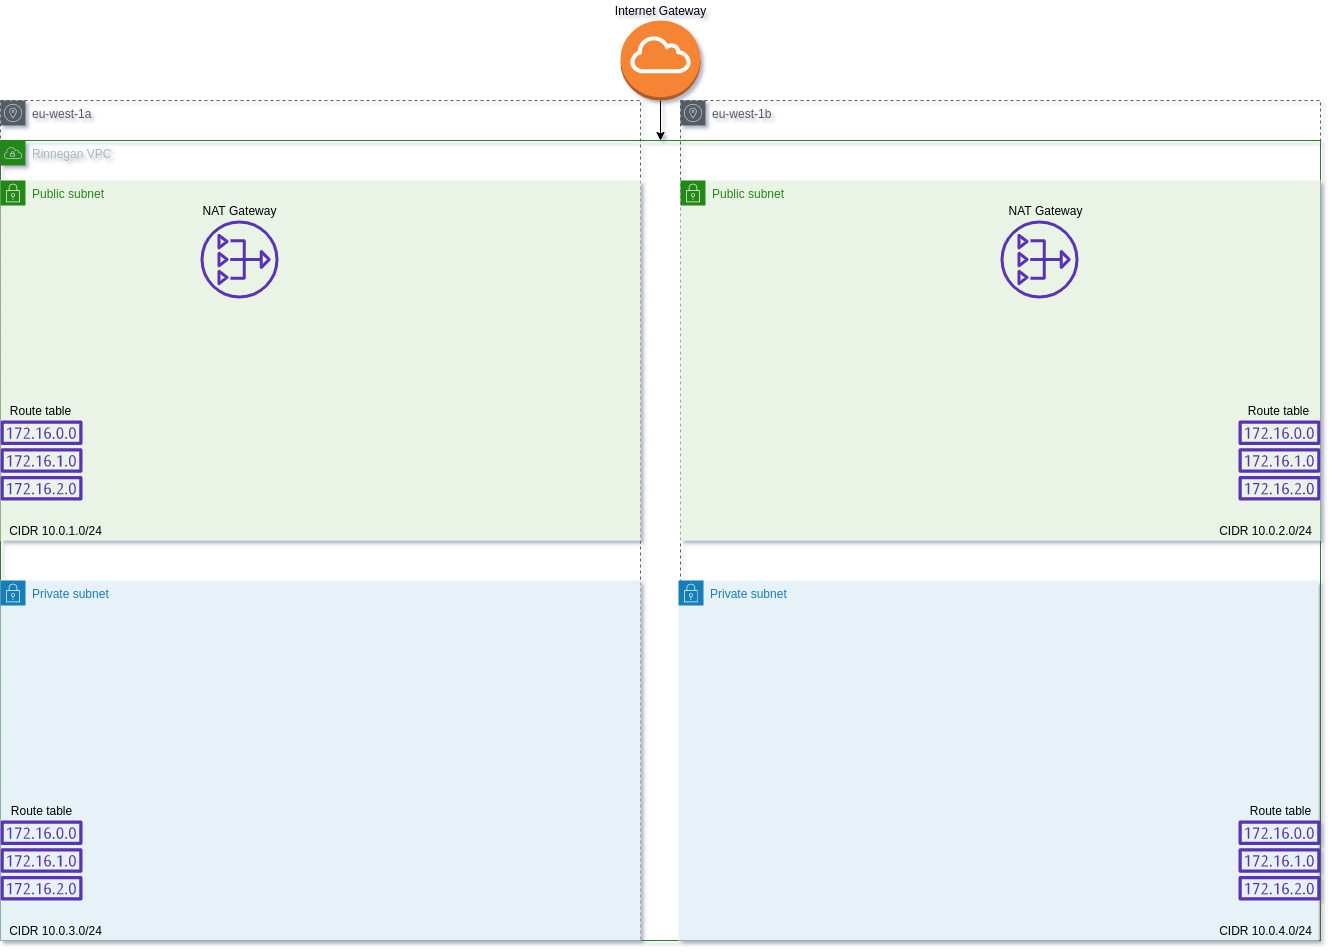 Internet Gateway
eu-west-1a
eu-west-1b
Rinnegan VPC
Public subnet
Public subnet
NAT Gateway
NAT Gateway
Route table
172.16.0.0
172.16.1.0
172.16.2.0
Route table
172.16.0.0
172.16.1.0
172.16.2.0
CIDR 10.0.1.0/24
CIDR 10.0.2.0/24
Private subnet
Private subnet
Route table
172.16.0.0
172.16.1.0
172.16.2.0
Route table
172.16.0.0
172.16.1.0
172.16.2.0
CIDR 10.0.3.0/24
CIDR 10.0.4.0/24